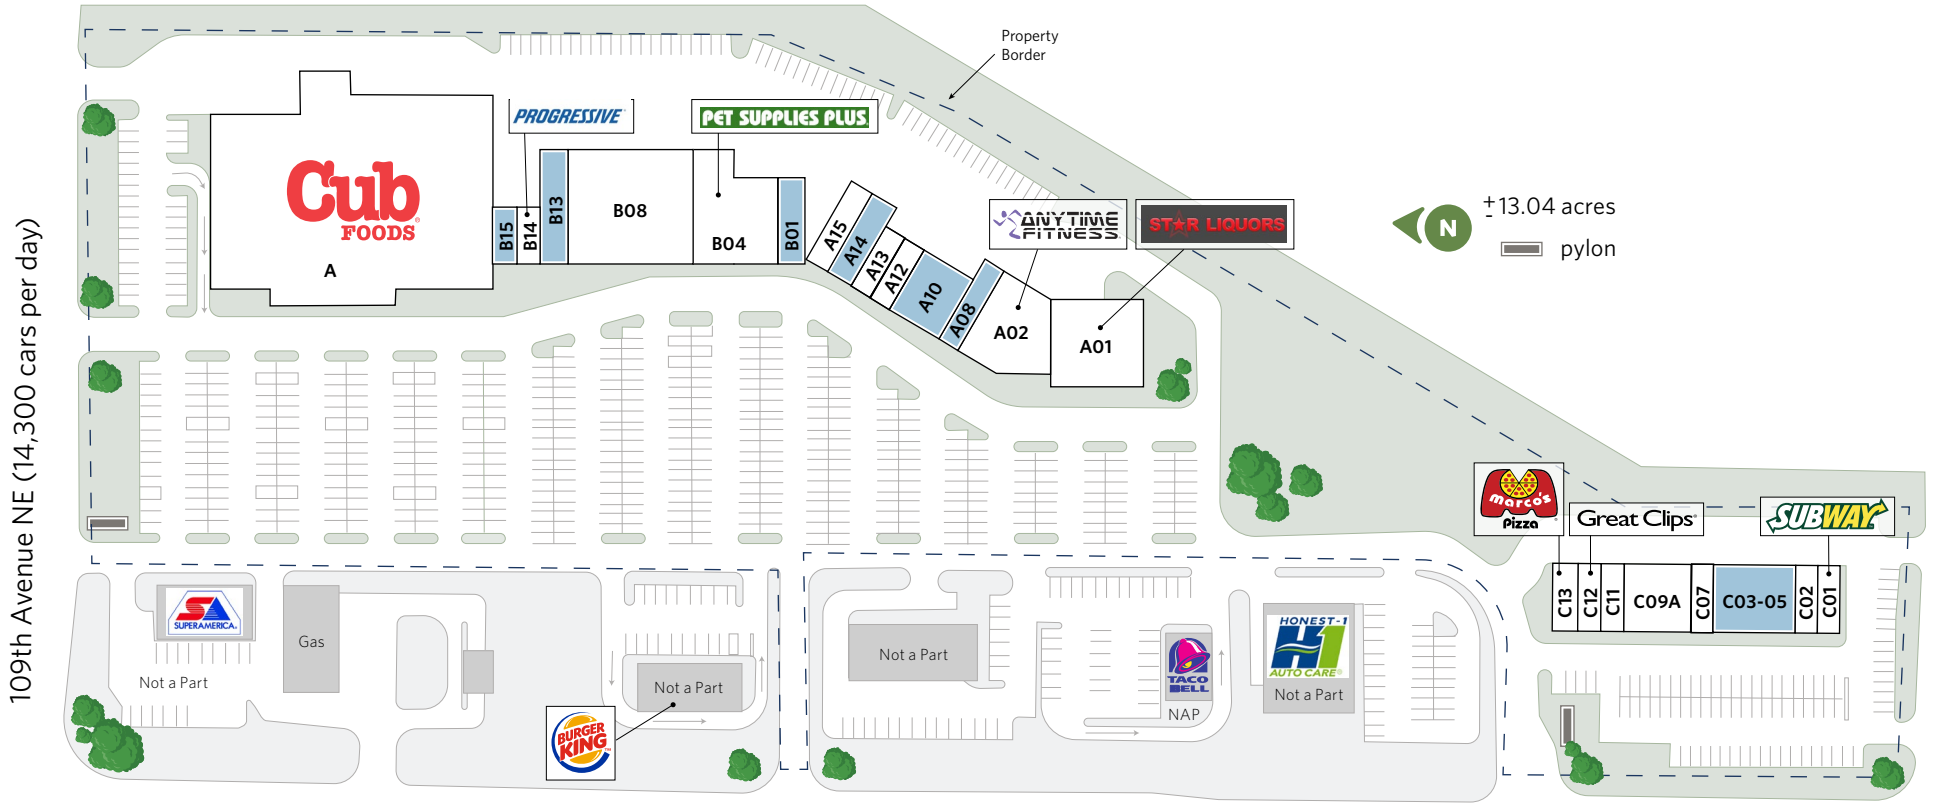 Property
Border
PROGRESSIVE
PET SUPPLIES PLUS
Cub
FOODS
A
B15
B14
B13
B08
B04
B01
A15
A14
A13
A12
A10
A08
A02
A01
ANYTIME
FITNESS
STAR LIQUORS
N
±13.04 acres
pylon
109th Avenue NE (14,300 cars per day)
marco's
Pizza
Great Clips
SUBWAY
C13
C12
C11
C09A
C07
C03-05
C02
C01
SA
SUPERAMERICA.
Not a Part
Gas
Not a Part
BURGER
KING
Not a Part
TACO
BELL
NAP
HONEST-1
H1
AUTO CARE
Not a Part